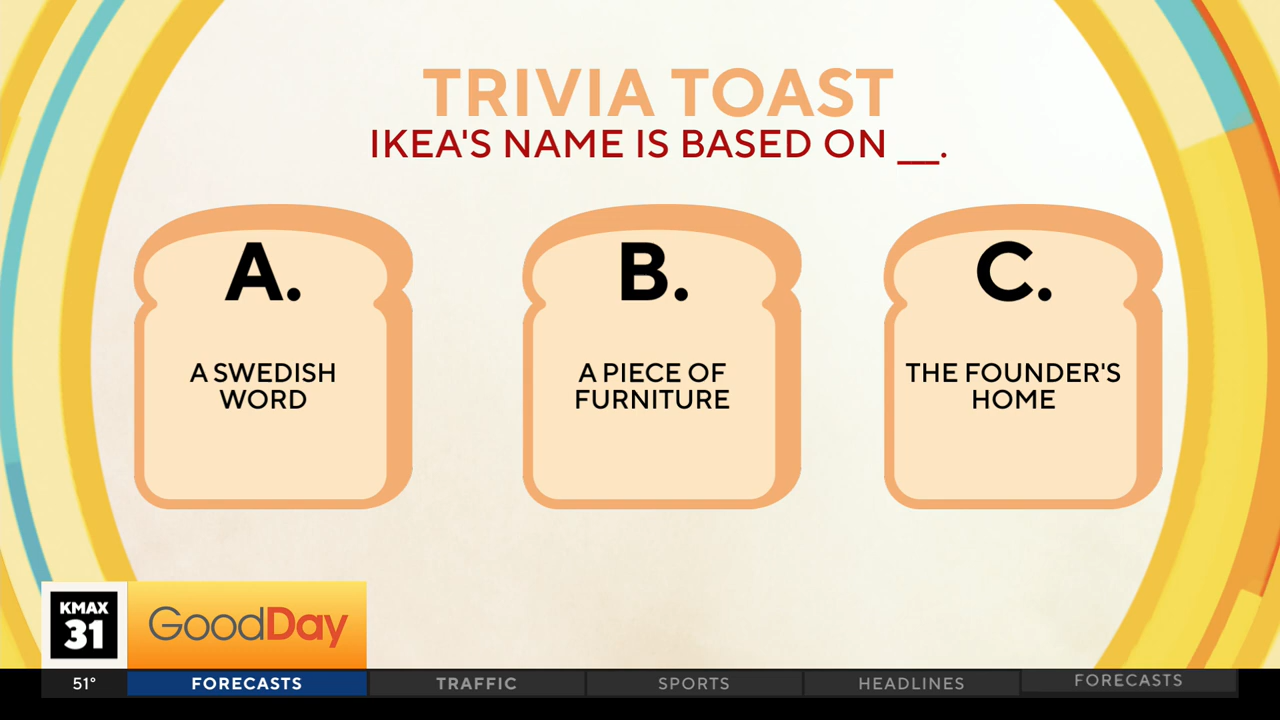 TRIVIA TOAST
IKEA'S NAME IS BASED ON __.
A.
A SWEDISH
WORD
B.
A PIECE OF
FURNITURE
C.
THE FOUNDER'S
HOME
KMAX
31
GoodDay
51°
FORECASTS
TRAFFIC
SPORTS
HEADLINES
FORECASTS